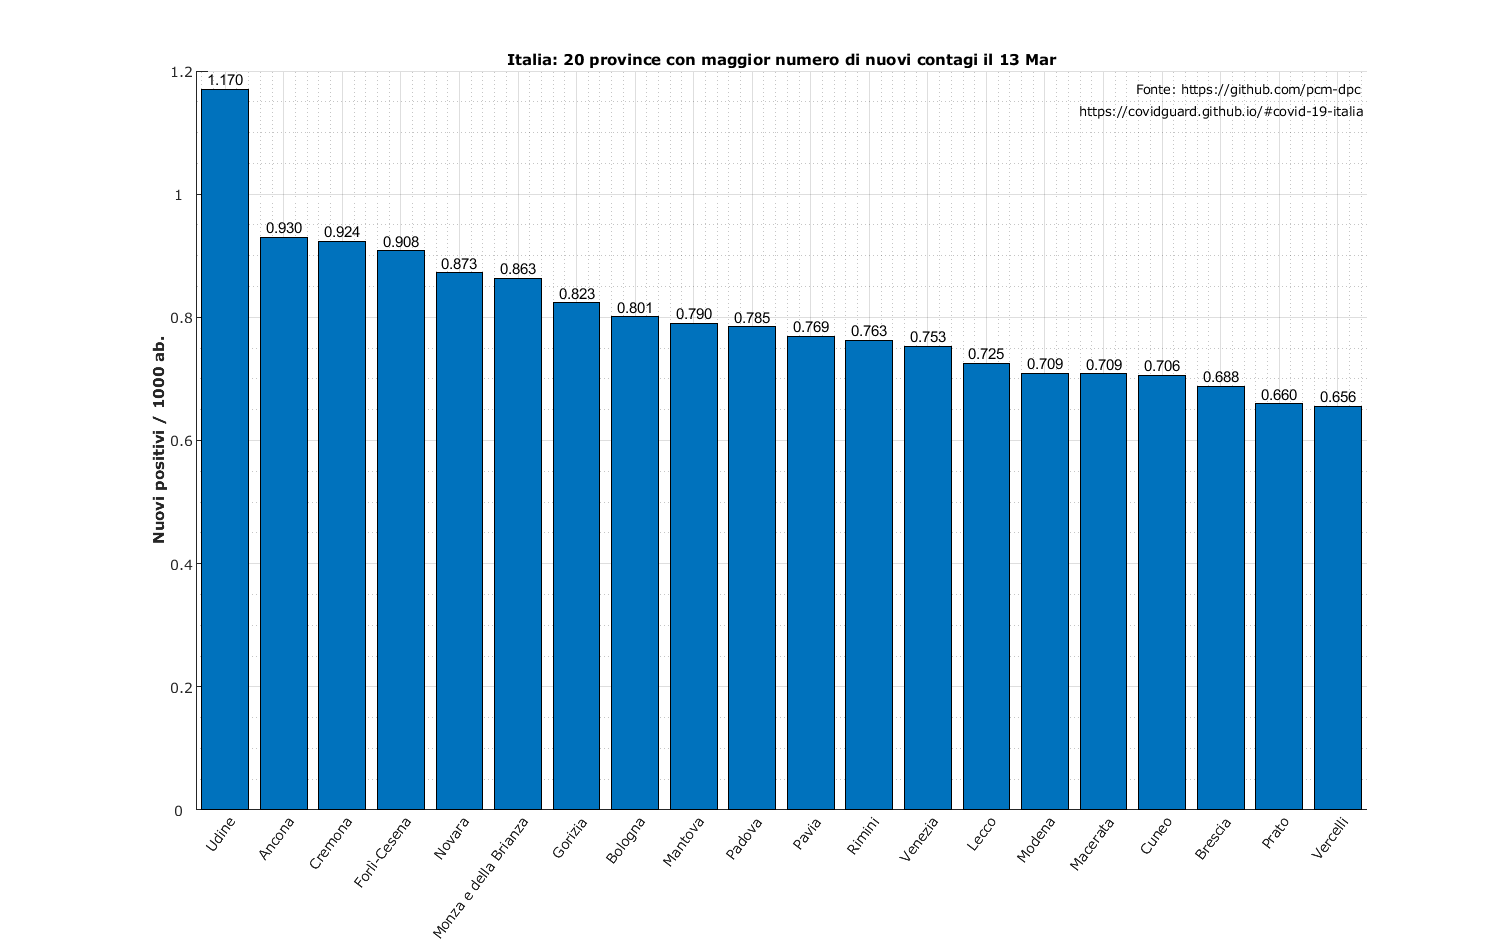 Italia: 20 province con maggior numero di nuovi contagi il 13 Mar
Fonte: https://github.com/pcm-dpc
https://covidguard.github.io/#covid-19-italia
Nuovi positivi / 1000 ab.
1.2
1
0.8
0.6
0.4
0.2
0
1.170
0.930
0.924
0.908
0.873
0.863
0.823
0.801
0.790
0.785
0.769
0.763
0.753
0.725
0.709
0.709
0.706
0.688
0.660
0.656
Udine
Ancona
Cremona
Forlì-Cesena
Novara
Monza e della Brianza
Gorizia
Bologna
Mantova
Padova
Pavia
Rimini
Venezia
Lecco
Modena
Macerata
Cuneo
Brescia
Prato
Vercelli